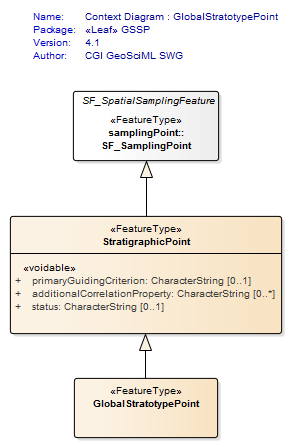 Name: Context Diagram : GlobalStratotypePoint
Package: «Leaf» GSSP
Version: 4.1
Author: CGI GeoSciML SWG
SF_SpatialSamplingFeature
«FeatureType»
samplingPoint::
SF_SamplingPoint
«FeatureType»
StratigraphicPoint
«voidable»
+ primaryGuidingCriterion: CharacterString [0..1]
+ additionalCorrelationProperty: CharacterString [0..*]
+ status: CharacterString [0..1]
«FeatureType»
GlobalStratotypePoint